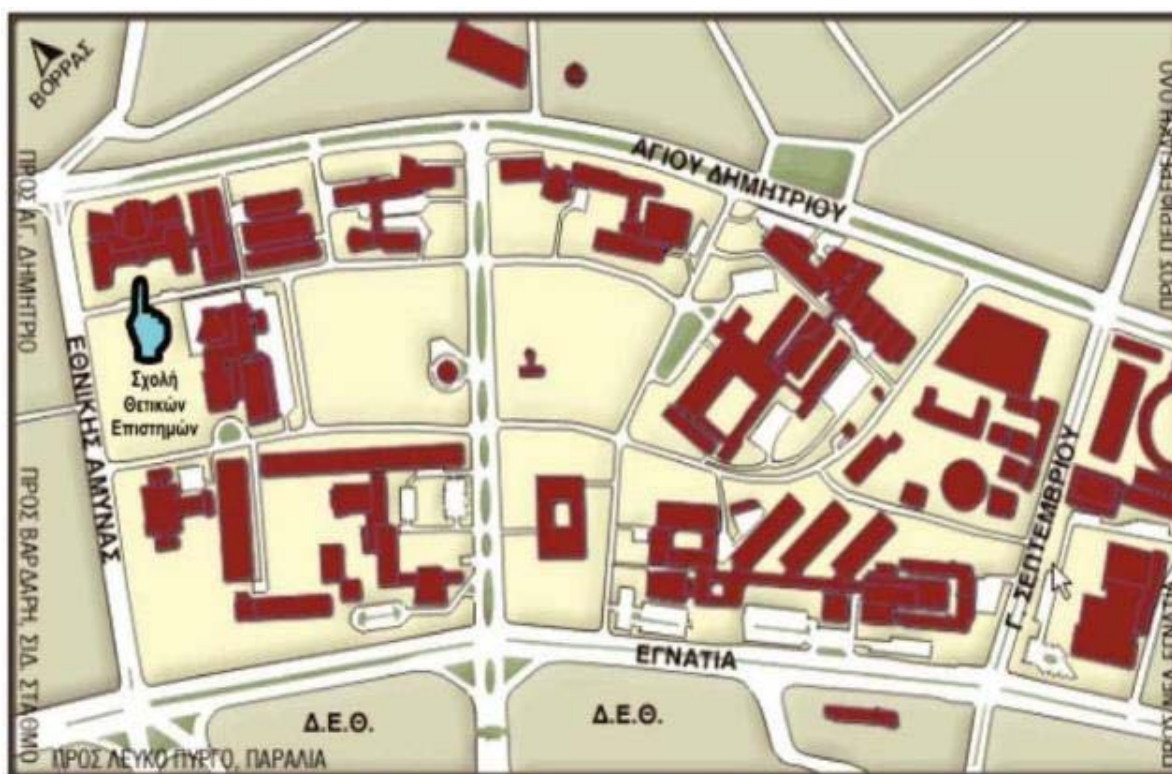 ΒΟΡΡΑΣ
ΑΓΙΟΥ ΔΗΜΗΤΡΙΟΥ
ΠΡΟΣ ΑΓ. ΔΗΜΗΤΡΙΟ
ΕΘΝΙΚΗΣ ΑΜΥΝΑΣ
Σχολή
Θετικών
Επιστημών
Γ. ΣΕΠΤΕΜΒΡΙΟΥ
ΠΡΟΣ ΒΑΡΔΑΡΗ, ΣΙΔ. ΣΤΑΘΜΟ
ΕΓΝΑΤΙΑ
Δ.Ε.Θ.
Δ.Ε.Θ.
ΠΡΟΣ ΛΕΥΚΟ ΠΥΡΓΟ, ΠΑΡΑΛΙΑ